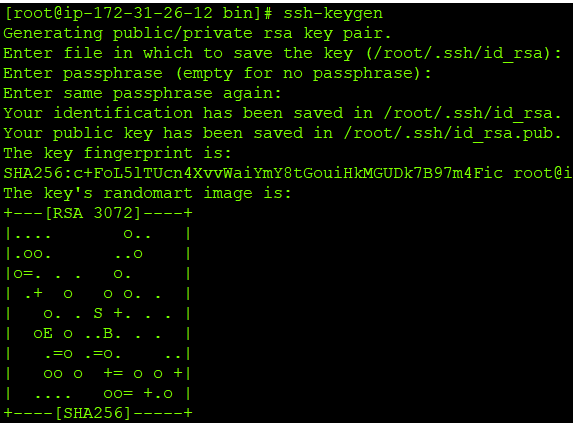 [root@ip-172-31-26-12 bin]# ssh-keygen
Generating public/private rsa key pair.
Enter file in which to save the key (/root/.ssh/id_rsa):
Enter passphrase (empty for no passphrase):
Enter same passphrase again:
Your identification has been saved in /root/.ssh/id_rsa.
Your public key has been saved in /root/.ssh/id_rsa.pub.
The key fingerprint is:
SHA256:c+FoL5lTUcn4XvvWaiYmY8tGouiHkMGUDk7B97m4Fic root@i
The key's randomart image is:
+---[RSA 3072]----+
|....       o..   |
|.oo.      ..o    |
|o=. . .   o.     |
| .+  o   o o. .  |
|   o. . S +. . . |
|  oE o ..B. . .  |
|   .=o .=o.    ..|
|   oo o  += o o +|
|  ....   oo= +.o |
+----[SHA256]-----+